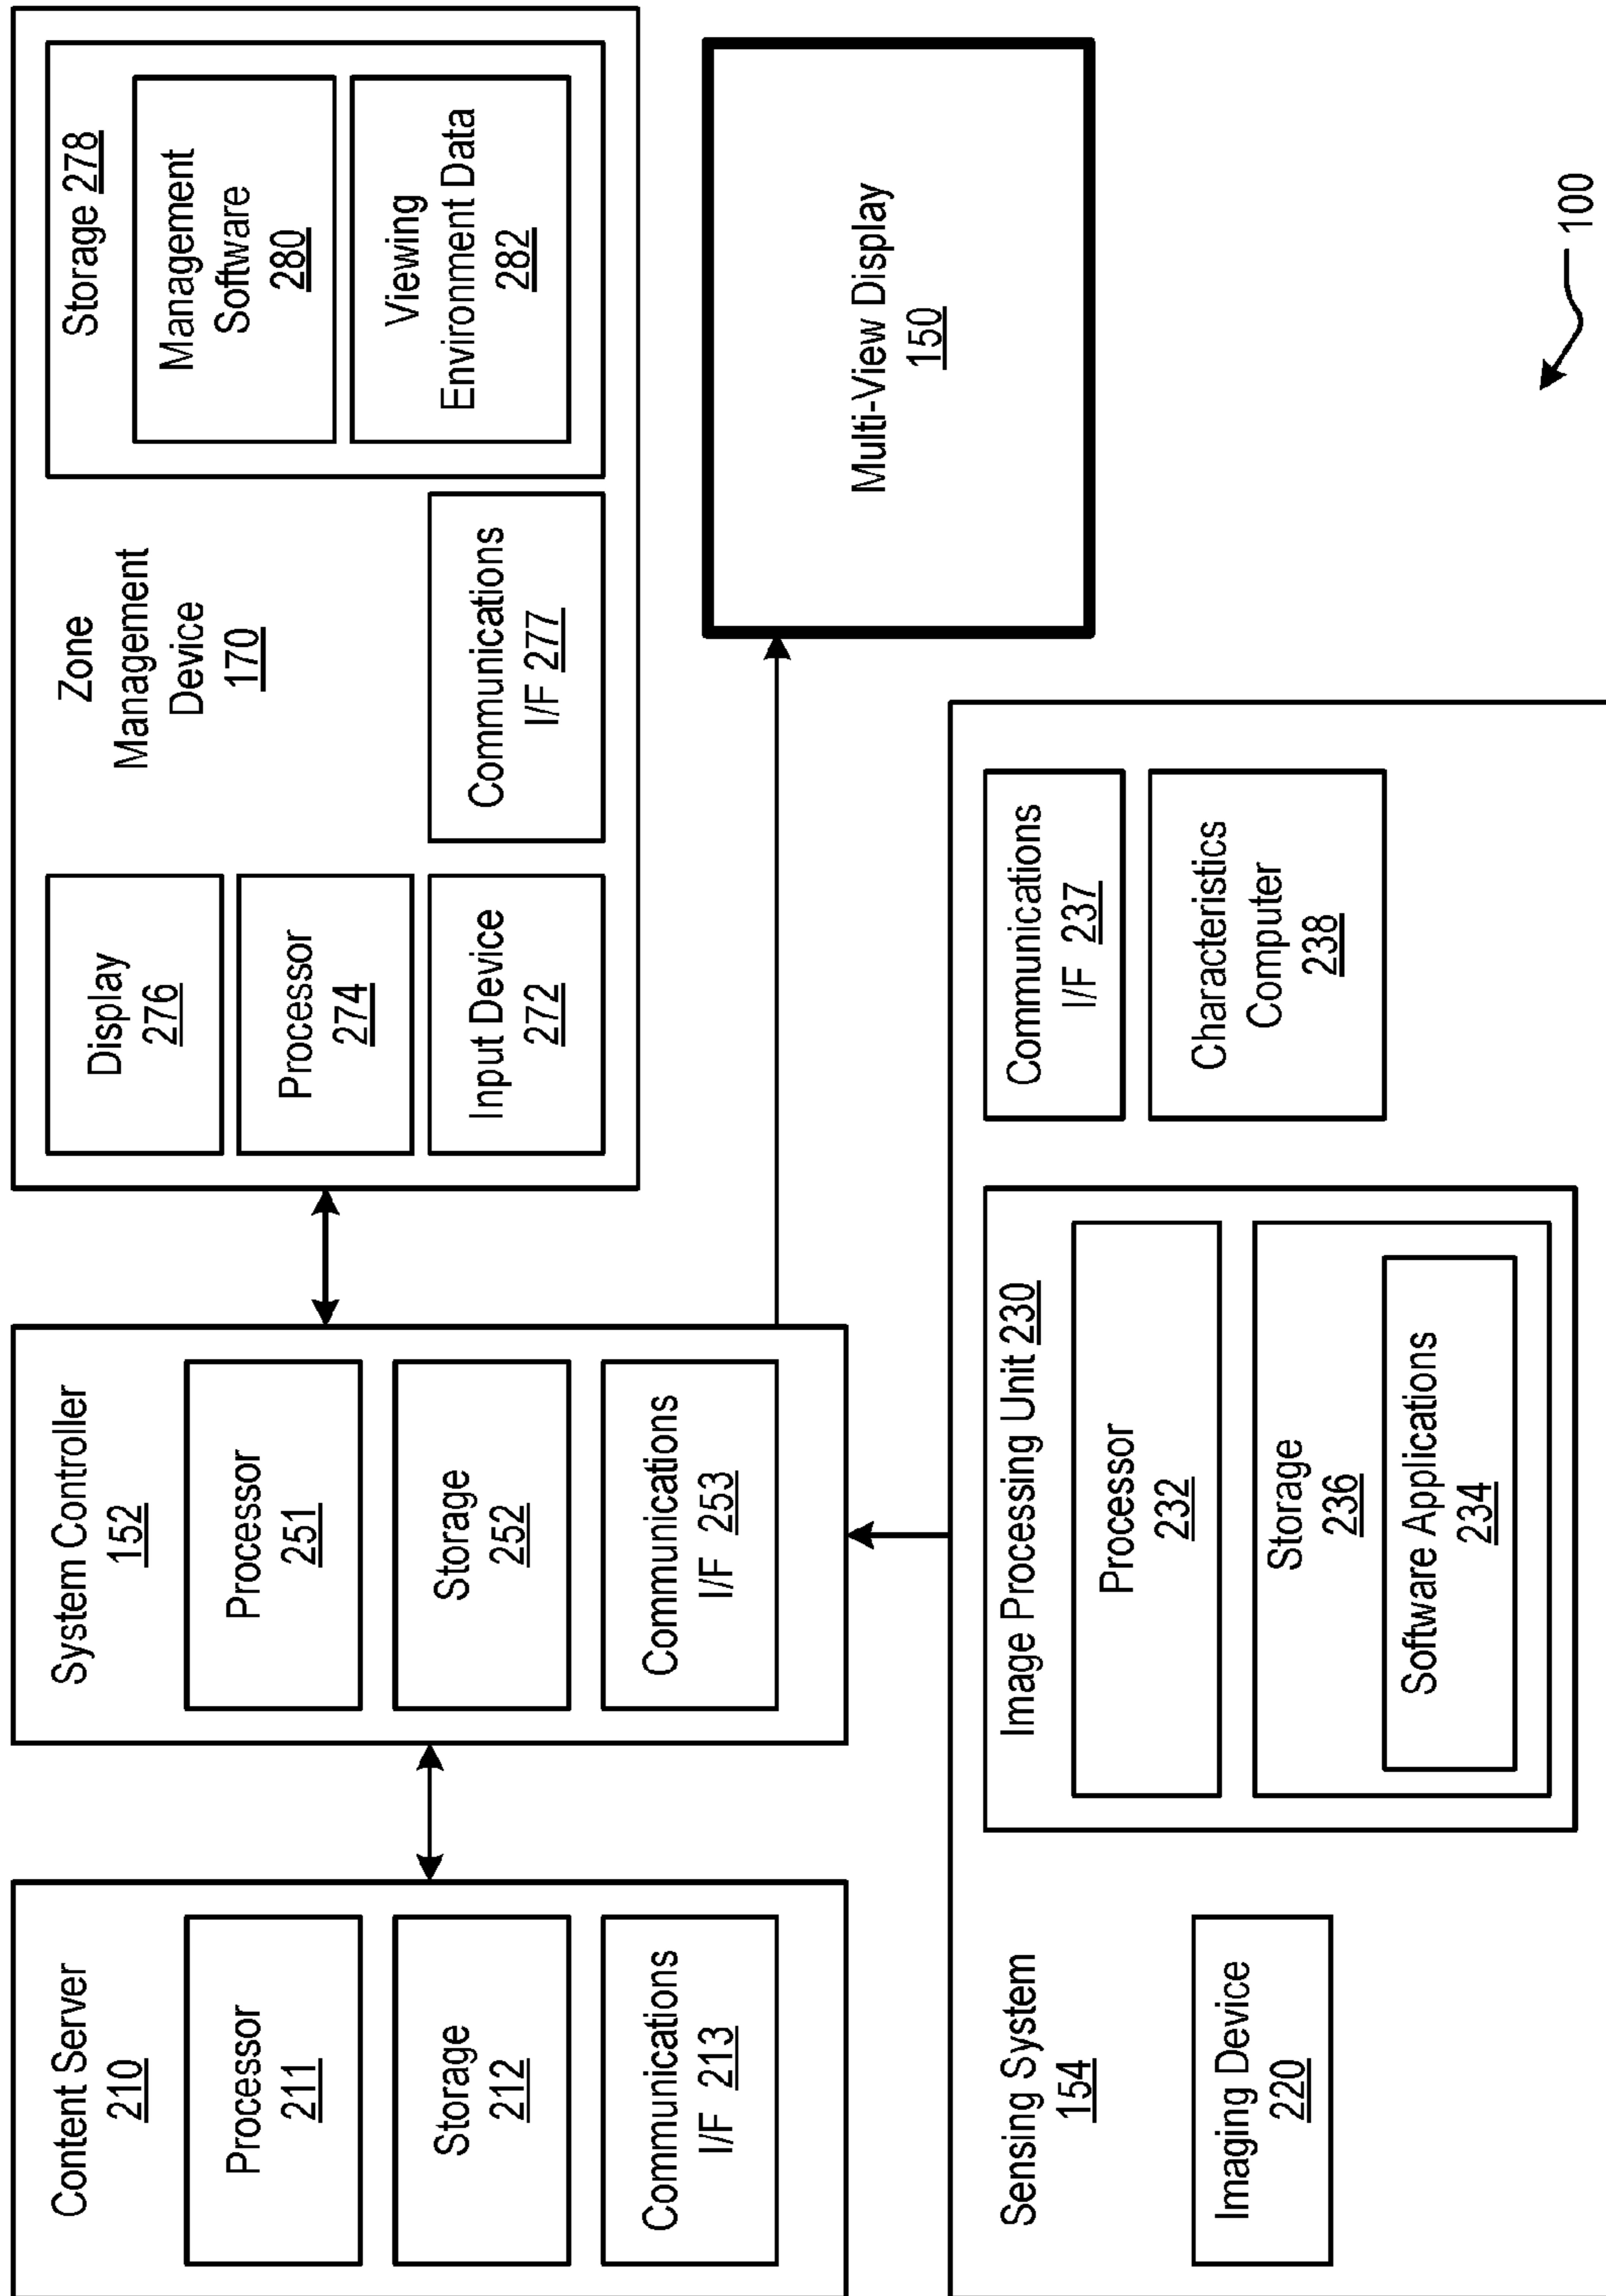 Content Server
210
Processor
211
Storage
212
Communications
I/F 213
System Controller
152
Processor
251
Storage
252
Communications
I/F 253
Display
276
Processor
274
Input Device
272
Zone
Management
Device
170
Communications
I/F 277
Storage 278
Management
Software
280
Viewing
Environment Data
282
Sensing System
154
Imaging Device
220
Image Processing Unit 230
Processor
232
Storage
236
Software Applications
234
Communications
I/F 237
Characteristics
Computer
238
Multi-View Display
150
100